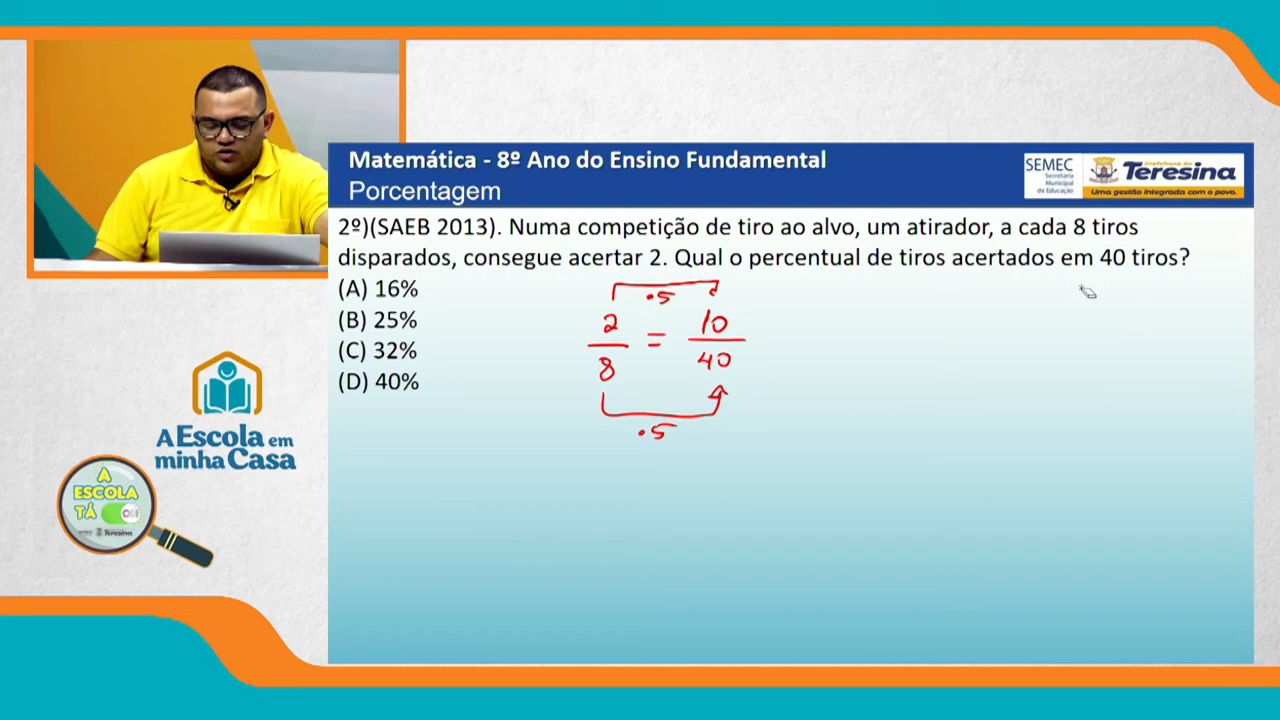 Matemática - 8º Ano do Ensino Fundamental
Porcentagem
SEMEC
Secretaria
Municipal
de Educação
Prefeitura de
Teresina
Uma gestão integrada com o povo.
2º)(SAEB 2013). Numa competição de tiro ao alvo, um atirador, a cada 8 tiros
disparados, consegue acertar 2. Qual o percentual de tiros acertados em 40 tiros?
(A) 16%
(B) 25%
(C) 32%
(D) 40%
.5
2 = 10
8 40
.5
A Escola em
minha Casa
A
ESCOLA
TÁ ON
Teresina